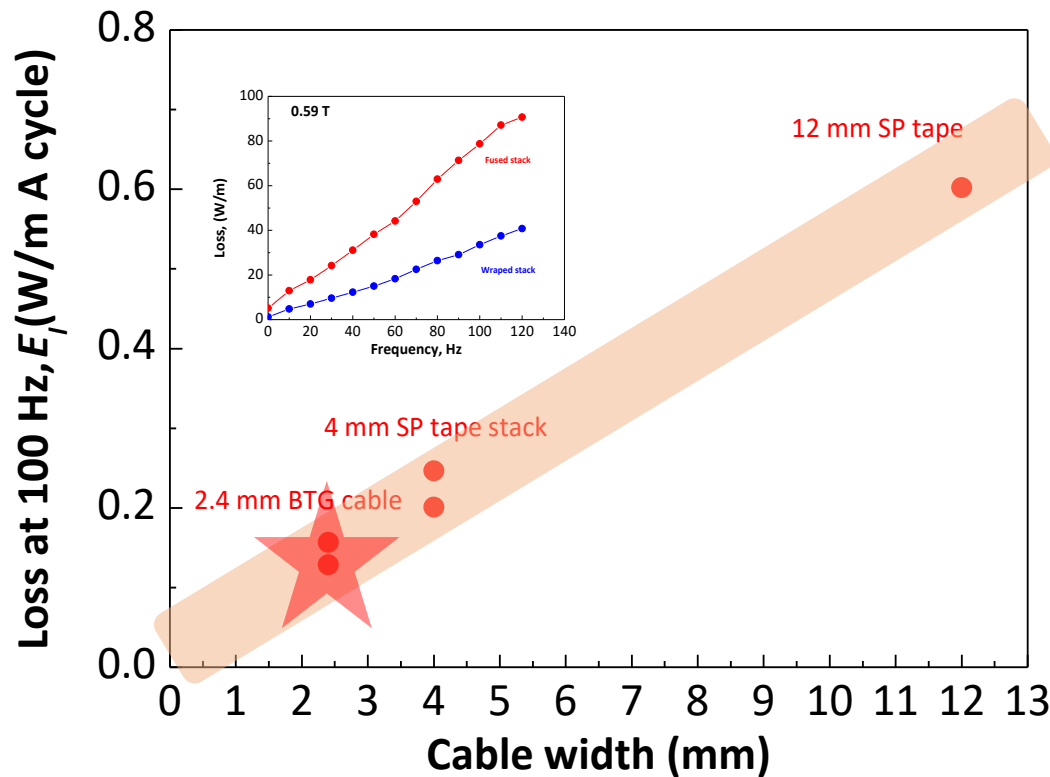 Loss at 100 Hz, El (W/m A cycle)
0.8
0.6
0.4
0.2
0.0
12 mm SP tape
4 mm SP tape stack
2.4 mm BTG cable
0.59 T
Loss, (W/m)
100
80
60
40
20
0
Fused stack
Wraped stack
0 20 40 60 80 100 120 140
Frequency, Hz
0 1 2 3 4 5 6 7 8 9 10 11 12 13
Cable width (mm)